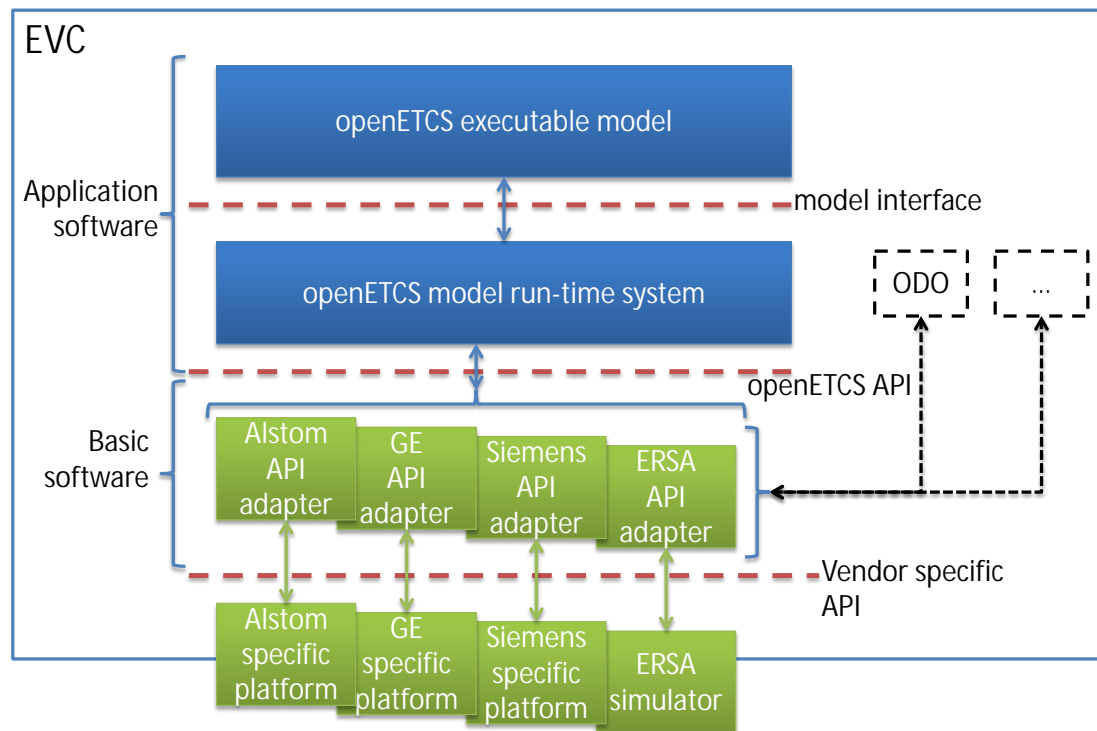 EVC
openETCS executable model
Application
software
model interface
openETCS model run-time system
ODO
...
openETCS API
Basic
software
Alstom
API
adapter
GE
API
adapter
Siemens
API
adapter
ERSA
API
adapter
Vendor specific
API
Alstom
specific
platform
GE
specific
platform
Siemens
specific
platform
ERSA
simulator